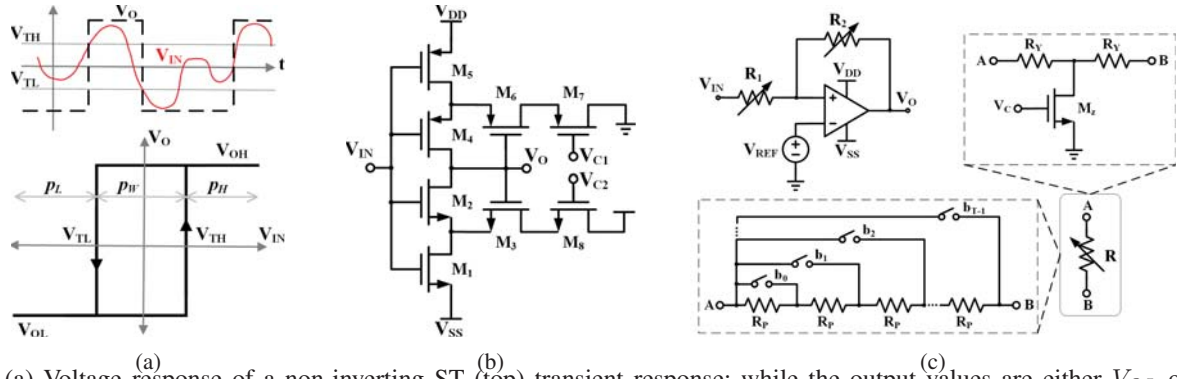 V_O
V_TH
V_IN
t
V_TL
V_O
V_OH
p_L
p_W
p_H
V_TL
V_TH
V_IN
V_OL
(a)
V_DD
M_5
M_6
M_7
M_4
V_IN
V_O
V_C1
V_C2
M_2
M_3
M_8
M_1
V_SS
(b)
R_2
R_1
V_DD
V_IN
V_O
V_REF
V_SS
R_Y
R_Y
A
B
V_C
M_z
b_T-1
b_2
b_1
b_0
A
B
R_P
R_P
R_P
R_P
A
R
B
(c)
(a) Voltage response of a non-inverting ST (top) transient response: while the output values are either